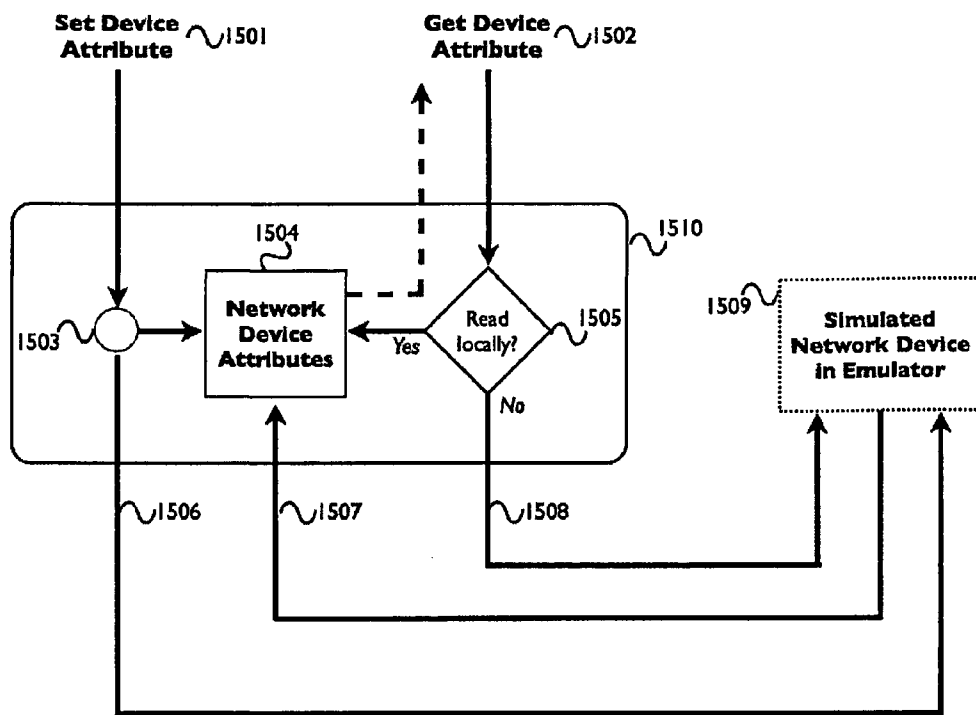 Set Device
Attribute
1501
Get Device
Attribute
1502
1504
1510
Network
Device
Attributes
1503
Read
locally?
1505
Yes
No
1509
Simulated
Network Device
in Emulator
1506
1507
1508